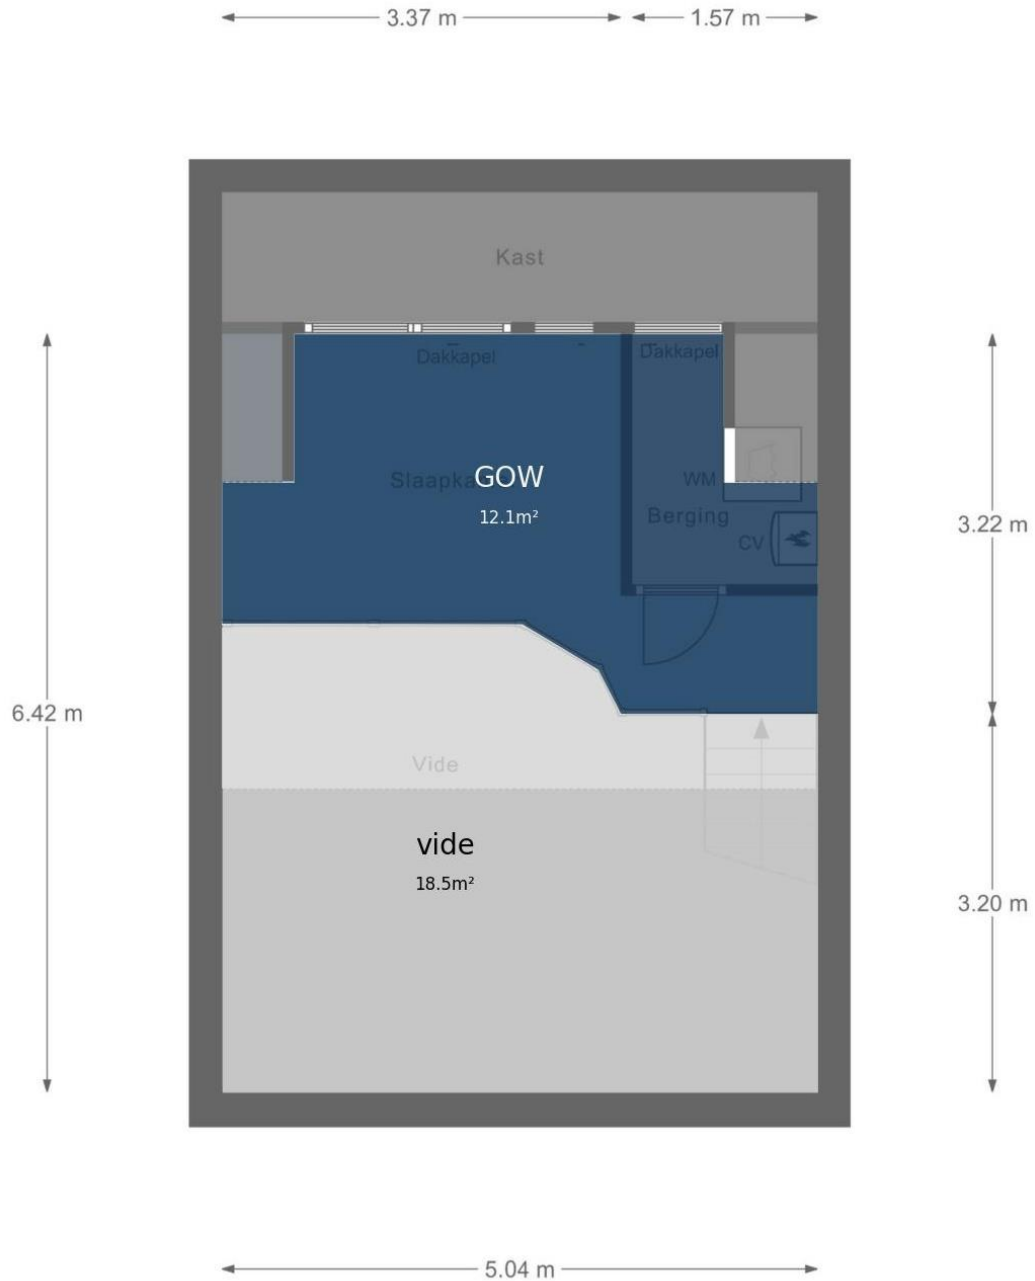 3.37 m
1.57 m
Kast
Dakkapel
Dakkapel
GOW
12.1m²
WM
Berging
CV
3.22 m
6.42 m
Vide
vide
18.5m²
3.20 m
5.04 m